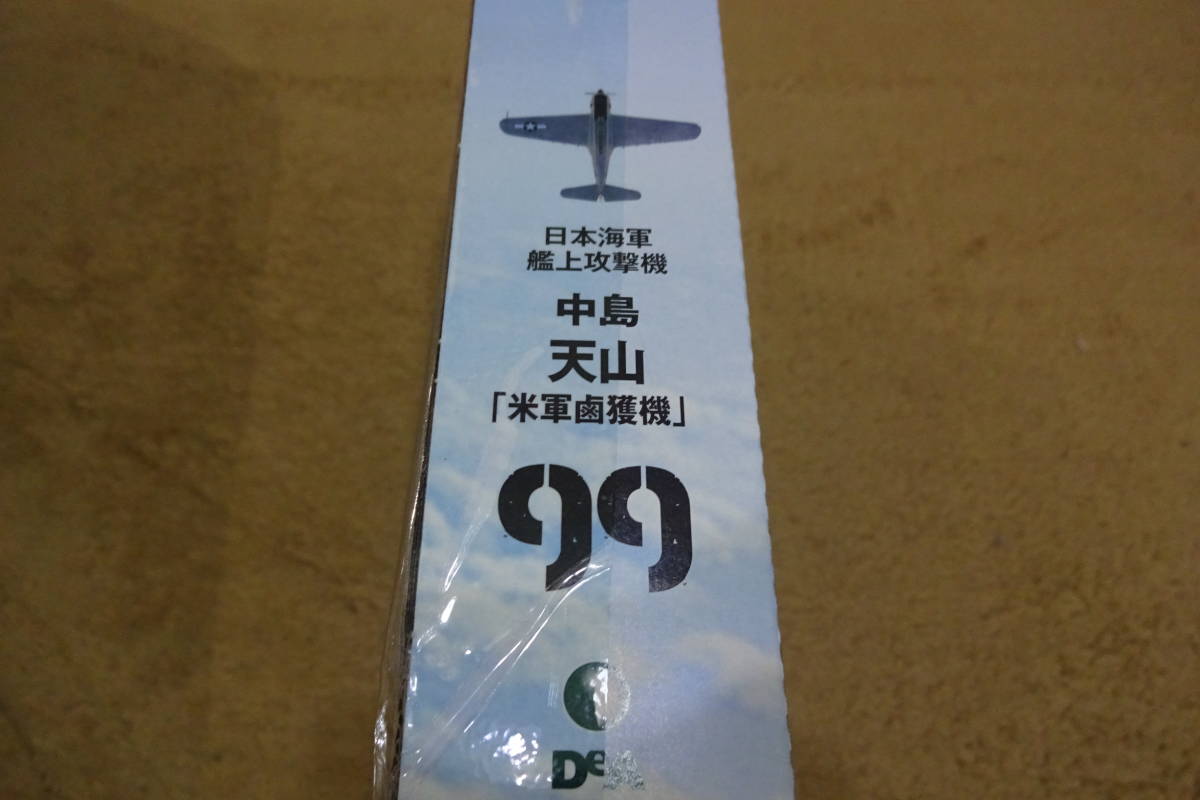 日本海軍
艦上攻撃機
中島
天山
「米軍鹵獲機」
99
DeA